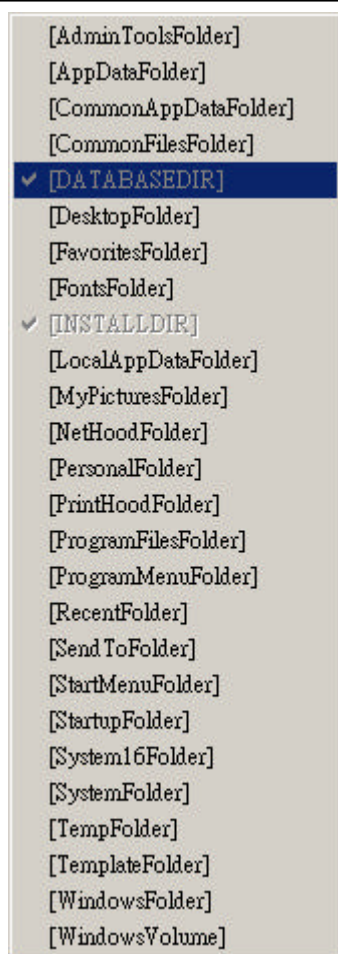 [AdminToolsFolder]
[AppDataFolder]
[CommonAppDataFolder]
[CommonFilesFolder]
[DATABASEDIR]
[DesktopFolder]
[FavoritesFolder]
[FontsFolder]
[INSTALLDIR]
[LocalAppDataFolder]
[MyPicturesFolder]
[NetHoodFolder]
[PersonalFolder]
[PrintHoodFolder]
[ProgramFilesFolder]
[ProgramMenuFolder]
[RecentFolder]
[SendToFolder]
[StartMenuFolder]
[StartupFolder]
[System16Folder]
[SystemFolder]
[TempFolder]
[TemplateFolder]
[WindowsFolder]
[WindowsVolume]